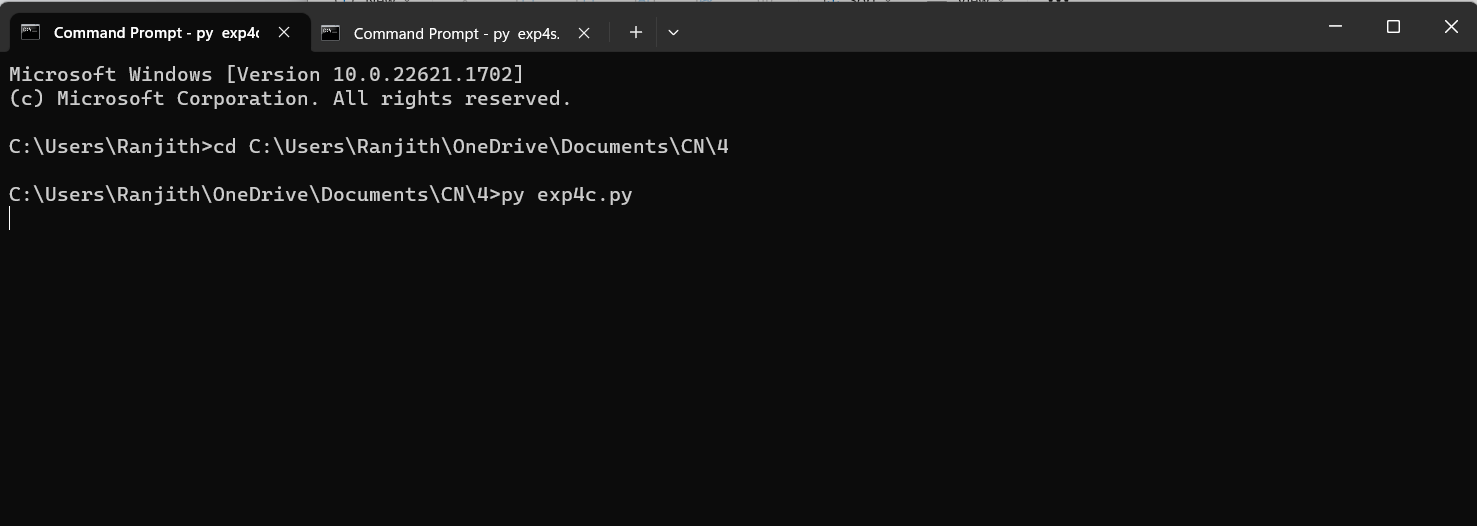 Command Prompt - py exp4c
Command Prompt - py exp4s.
Microsoft Windows [Version 10.0.22621.1702]
(c) Microsoft Corporation. All rights reserved.
C:\Users\Ranjith>cd C:\Users\Ranjith\OneDrive\Documents\CN\4
C:\Users\Ranjith\OneDrive\Documents\CN\4>py exp4c.py